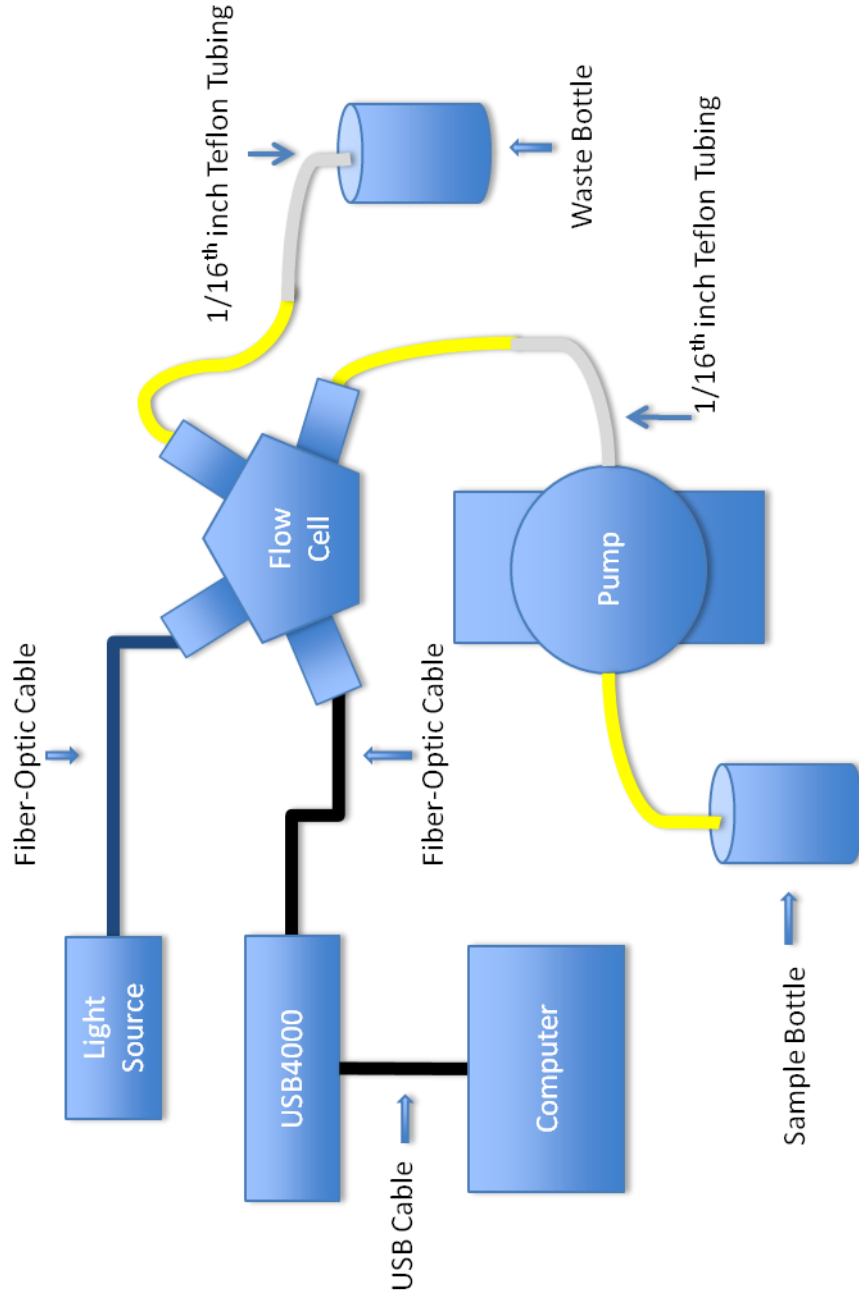 Fiber-Optic Cable
1/16th inch Teflon Tubing
Light
Source
Flow
Cell
USB4000
Fiber-Optic Cable
Waste Bottle
USB Cable
Computer
Pump
1/16th inch Teflon Tubing
Sample Bottle